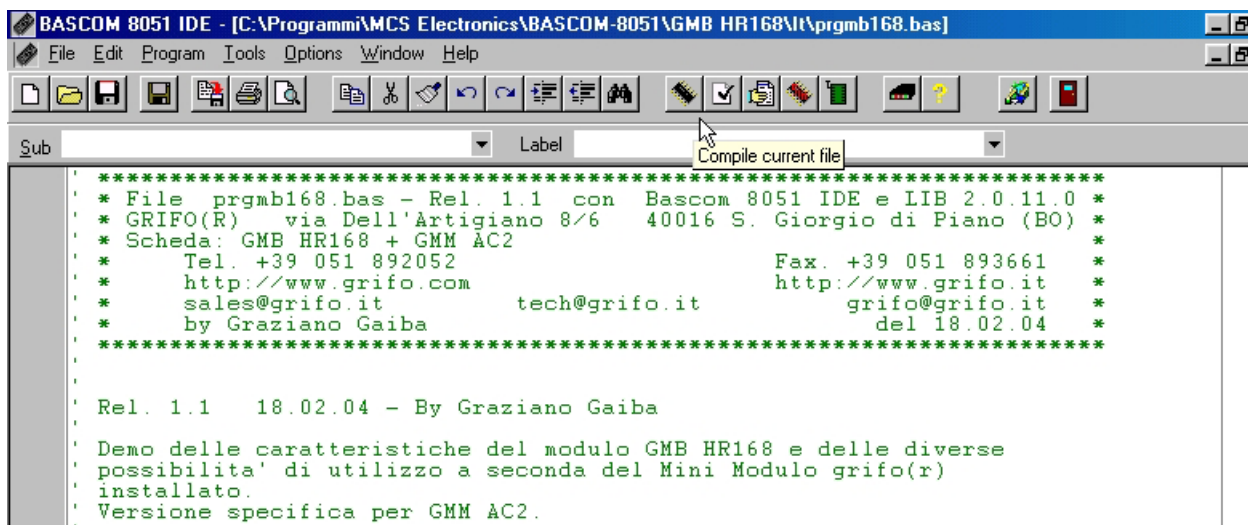 BASCOM 8051 IDE - [C:\Programmi\MCS Electronics\BASCOM-8051\GMB HR168\It\prgmb168.bas]
File Edit Program Tools Options Window Help
Sub Label
Compile current file
' **********************************************************************
' * File prgmb168.bas - Rel. 1.1 con Bascom 8051 IDE e LIB 2.0.11.0 *
' * GRIFO(R) via Dell'Artigiano 8/6 40016 S. Giorgio di Piano (BO) *
' * Scheda: GMB HR168 + GMM AC2 *
' * Tel. +39 051 892052 Fax. +39 051 893661 *
' * http://www.grifo.com http://www.grifo.it *
' * sales@grifo.it tech@grifo.it grifo@grifo.it *
' * by Graziano Gaiba del 18.02.04 *
' **********************************************************************
'
'
' Rel. 1.1 18.02.04 - By Graziano Gaiba
'
' Demo delle caratteristiche del modulo GMB HR168 e delle diverse
' possibilita' di utilizzo a seconda del Mini Modulo grifo(r)
' installato.
' Versione specifica per GMM AC2.